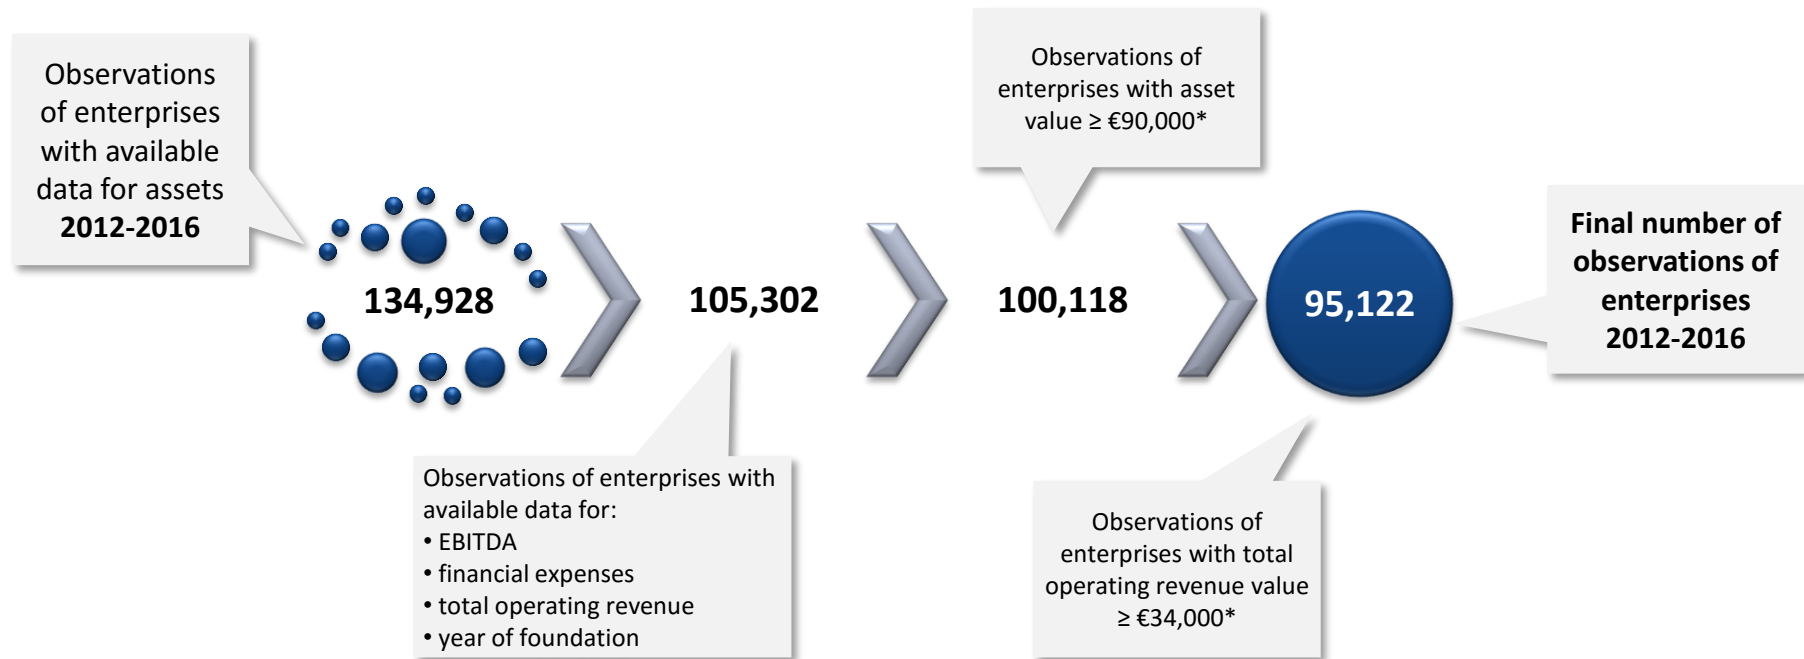 Observations
of enterprises
with available
data for assets
2012-2016
134,928
105,302
Observations of enterprises with
available data for:
• EBITDA
• financial expenses
• total operating revenue
• year of foundation
Observations of
enterprises with asset
value ≥ €90,000*
100,118
95,122
Observations of
enterprises with total
operating revenue value
≥ €34,000*
Final number of
observations of
enterprises
2012-2016